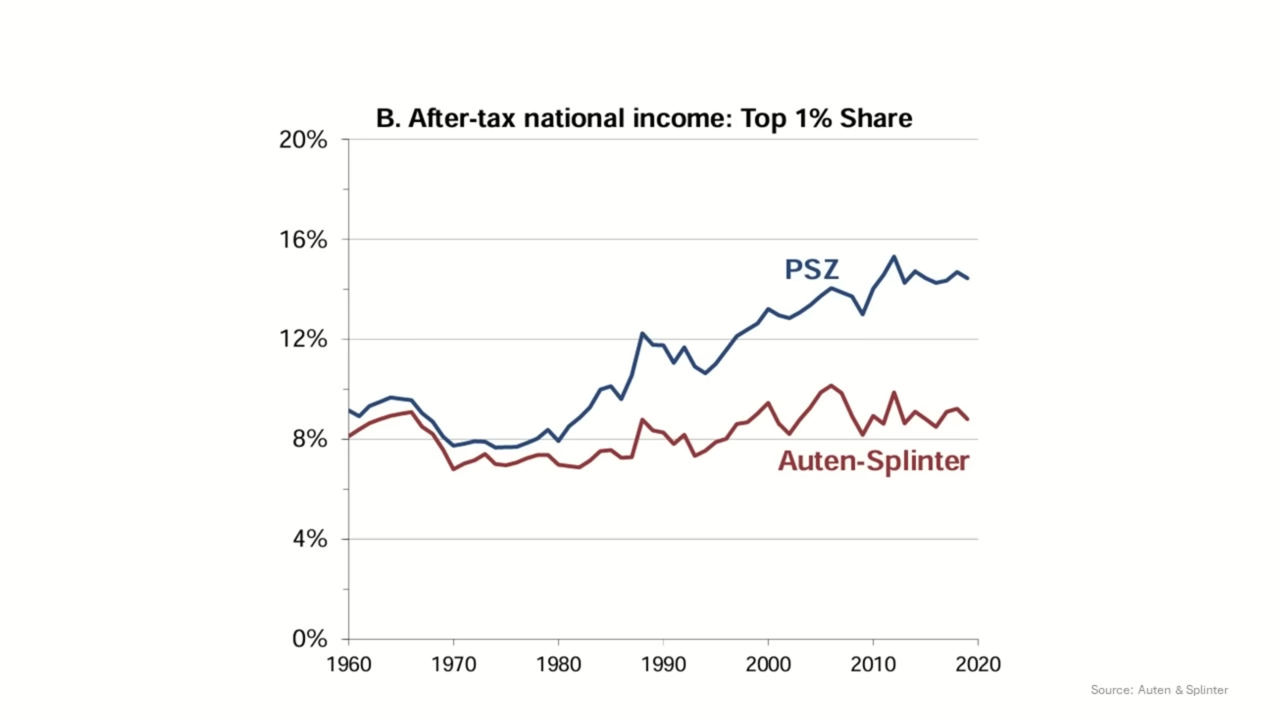 B. After-tax national income: Top 1% Share
20%
16%
PSZ
12%
8%
Auten-Splinter
4%
0%
1960 1970 1980 1990 2000 2010 2020
Source: Auten & Splinter